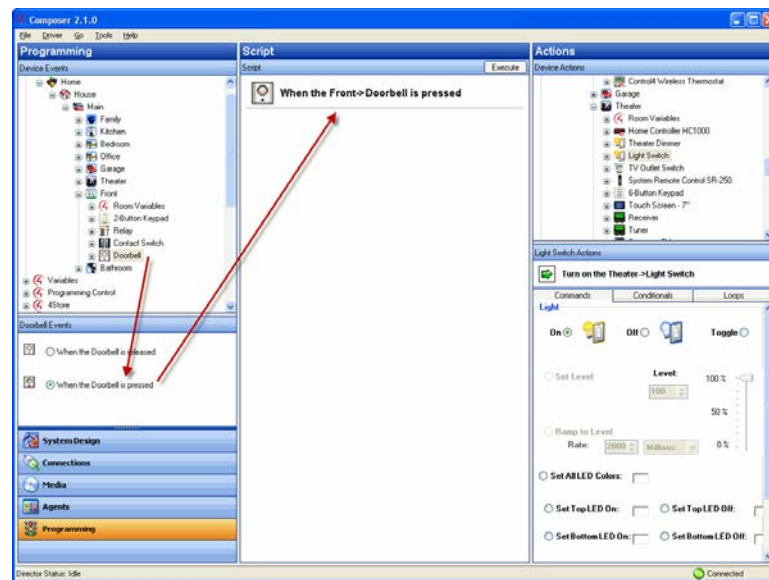 Composer 2.1.0
File Driver Go Tools Help
Programming
Device Events
Home
House
Main
Family
Kitchen
Bedroom
Office
Garage
Theater
Front
Room Variables
2-Button Keypad
Relay
Contact Switch
Doorbell
Bathroom
Variables
Programming Control
4Store
Doorbell Events
When the Doorbell is released
When the Doorbell is pressed
System Design
Connections
Media
Agents
Programming
Script
Script Execute
When the Front->Doorbell is pressed
Actions
Device Actions
Control4 Wireless Thermostat
Garage
Theater
Room Variables
Home Controller HC1000
Theater Dimmer
Light Switch
TV Outlet Switch
System Remote Control SR-250
6-Button Keypad
Touch Screen - 7"
Receiver
Tuner
Light Switch Actions
Turn on the Theater->Light Switch
Commands Conditionals Loops
Light
On Off Toggle
Set Level: Level: 100 %
100
50 %
Ramp to Level:
Rate: 2000 0 %
Set All LED Colors:
Set Top LED On: Set Top LED Off:
Set Bottom LED On: Set Bottom LED Off:
Director Status: Idle Connected